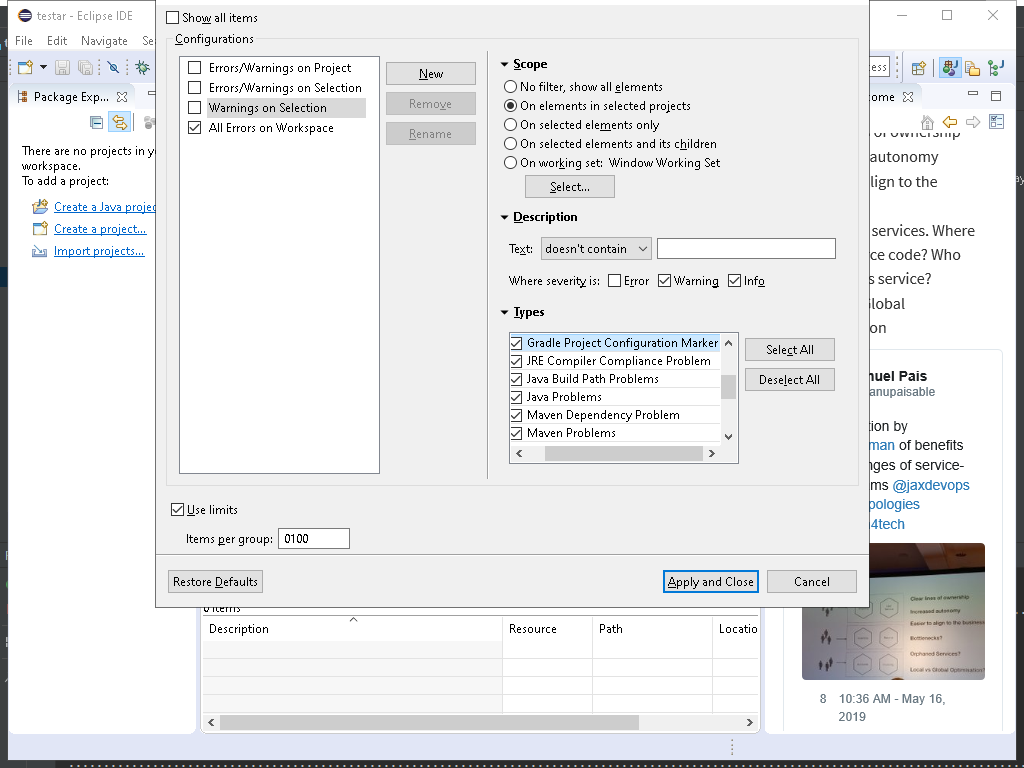 testar - Eclipse IDE
File Edit Navigate
Package Exp...
There are no projects in
workspace.
To add a project:
Create a Java
Create a project...
Import projects...
Show all items
Configurations
Errors/Warnings on Project
Errors/Warnings on Selection
Warnings on Selection
All Errors on Workspace
New
Remove
Rename
Scope
No filter, show all elements
On elements in selected projects
On selected elements only
On selected elements and its children
On working set: Window Working Set
Select...
Description
Text: doesn't contain
Where severity is: Error Warning Info
Types
Gradle Project Configuration Marker
JRE Compiler Compliance Problem
Java Build Path Problems
Java Problems
Maven Dependency Problem
Maven Problems
Select All
Deselect All
Use limits
Items per group: 0100
Restore Defaults
Apply and Close
Cancel
0 items
Description Resource Path Locatio
of ownership
autonomy
lign to the
services. Where
ce code? Who
s service?
lobal
on
nuel Pais
anupaisable
tion by
man of benefits
nges of service-
ms @jaxdevops
pologies
4tech
Clear lines of ownership
Increased autonomy
Easier to align to the business
Bottlenecks?
Orphaned Services?
Local vs Global Optimisation?
8 10:36 AM - May 16,
2019